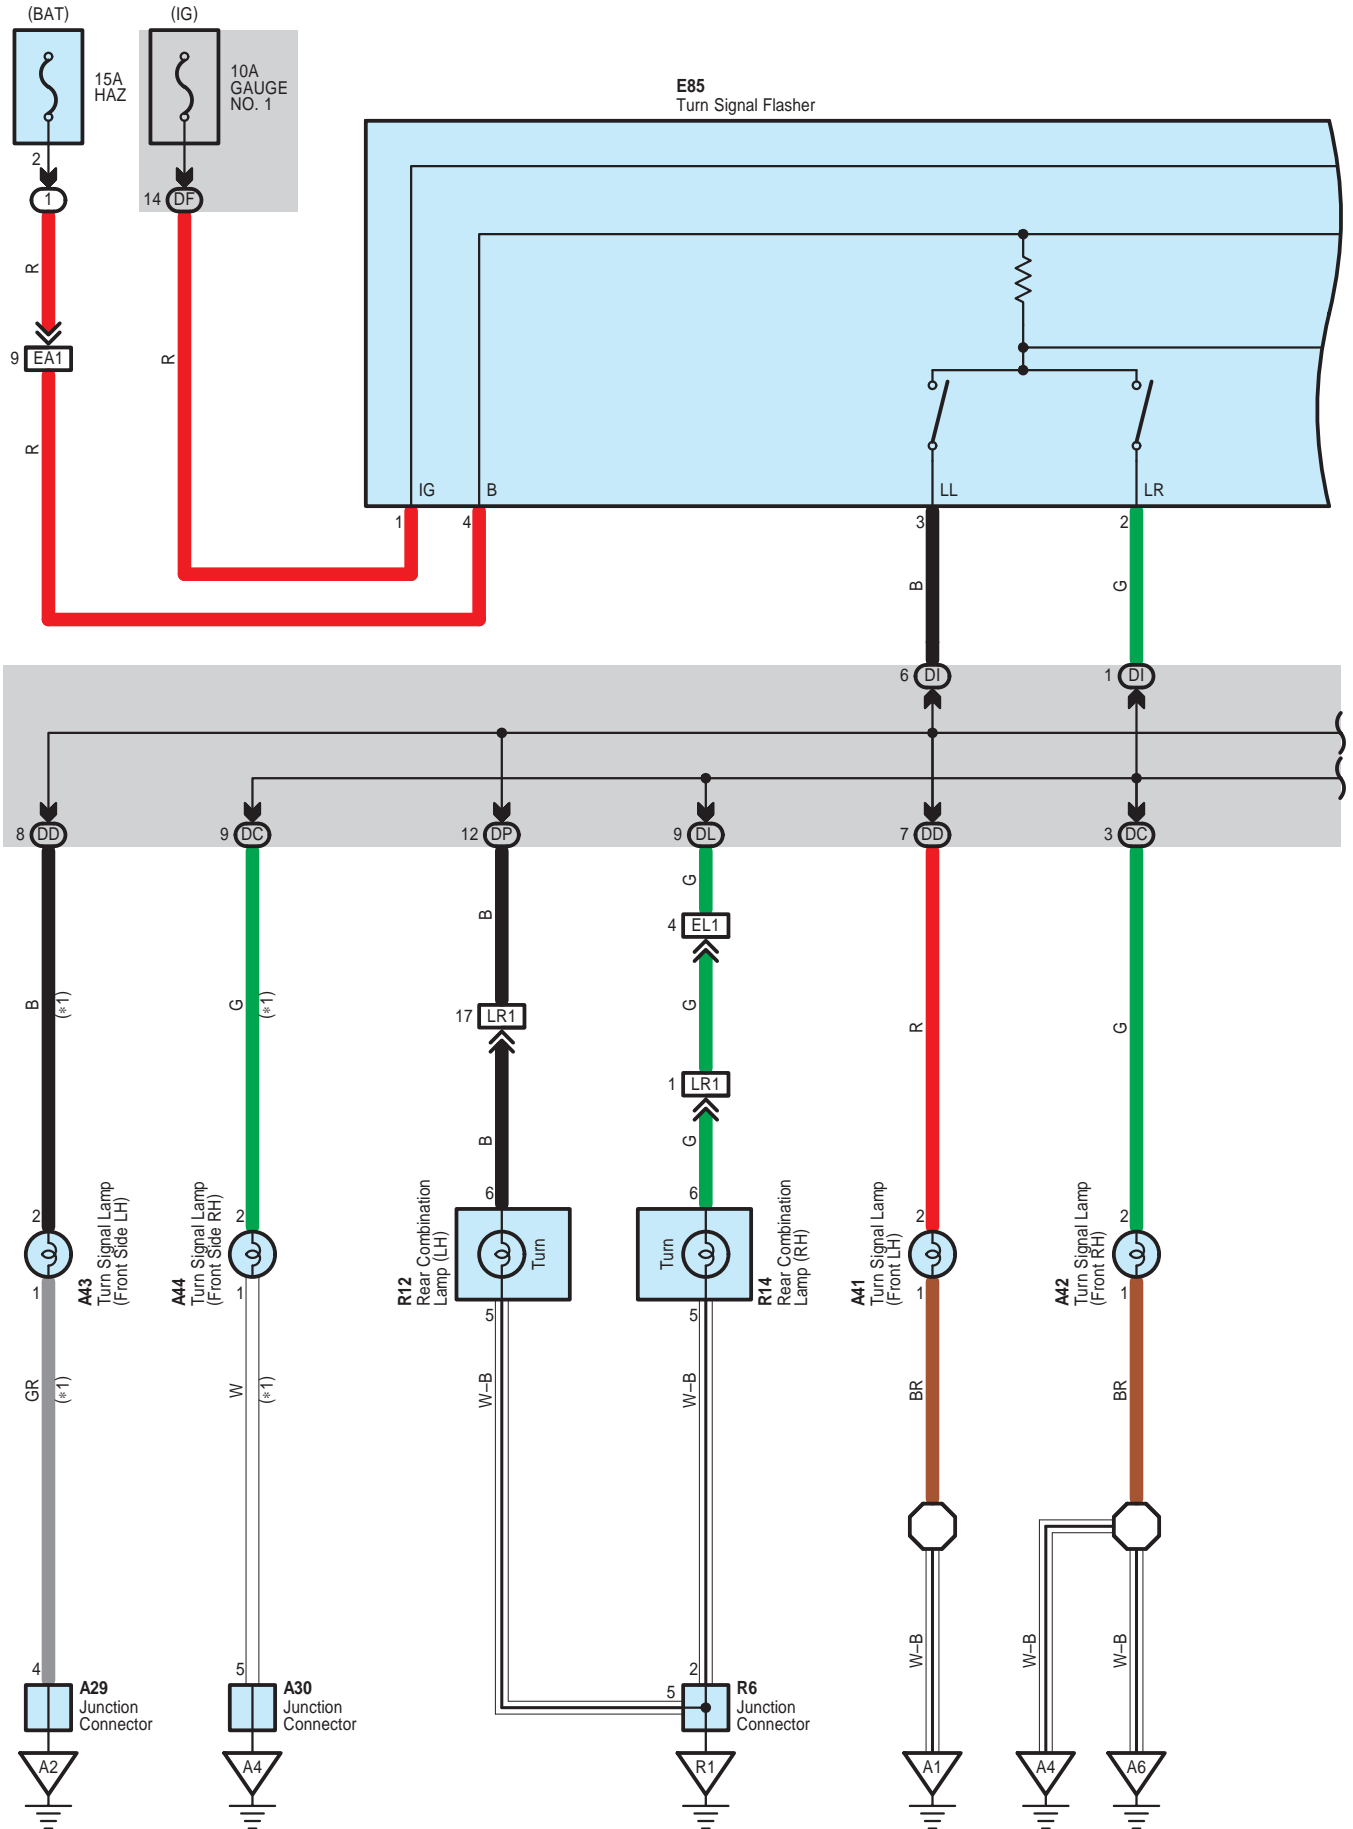 (BAT)
(IG)
15A
HAZ
10A
GAUGE
NO. 1
E85
Turn Signal Flasher
2
1
14
DF
R
9
EA1
R
R
IG
B
LL
LR
1
4
3
2
B
G
6
DI
1
DI
8
DD
9
DC
12
DP
9
DL
7
DD
3
DC
B
(*1)
G
(*1)
B
17
LR1
B
G
4
EL1
G
1
LR1
G
R
G
2
1
A43
Turn Signal Lamp
(Front Side LH)
2
1
A44
Turn Signal Lamp
(Front Side RH)
6
Turn
5
R12
Rear Combination
Lamp (LH)
6
Turn
5
R14
Rear Combination
Lamp (RH)
2
1
A41
Turn Signal Lamp
(Front LH)
2
1
A42
Turn Signal Lamp
(Front RH)
GR
(*1)
W
(*1)
W–B
W–B
BR
BR
W–B
W–B
W–B
4
A29
Junction
Connector
5
A30
Junction
Connector
2
5
R6
Junction
Connector
A2
A4
R1
A1
A4
A6